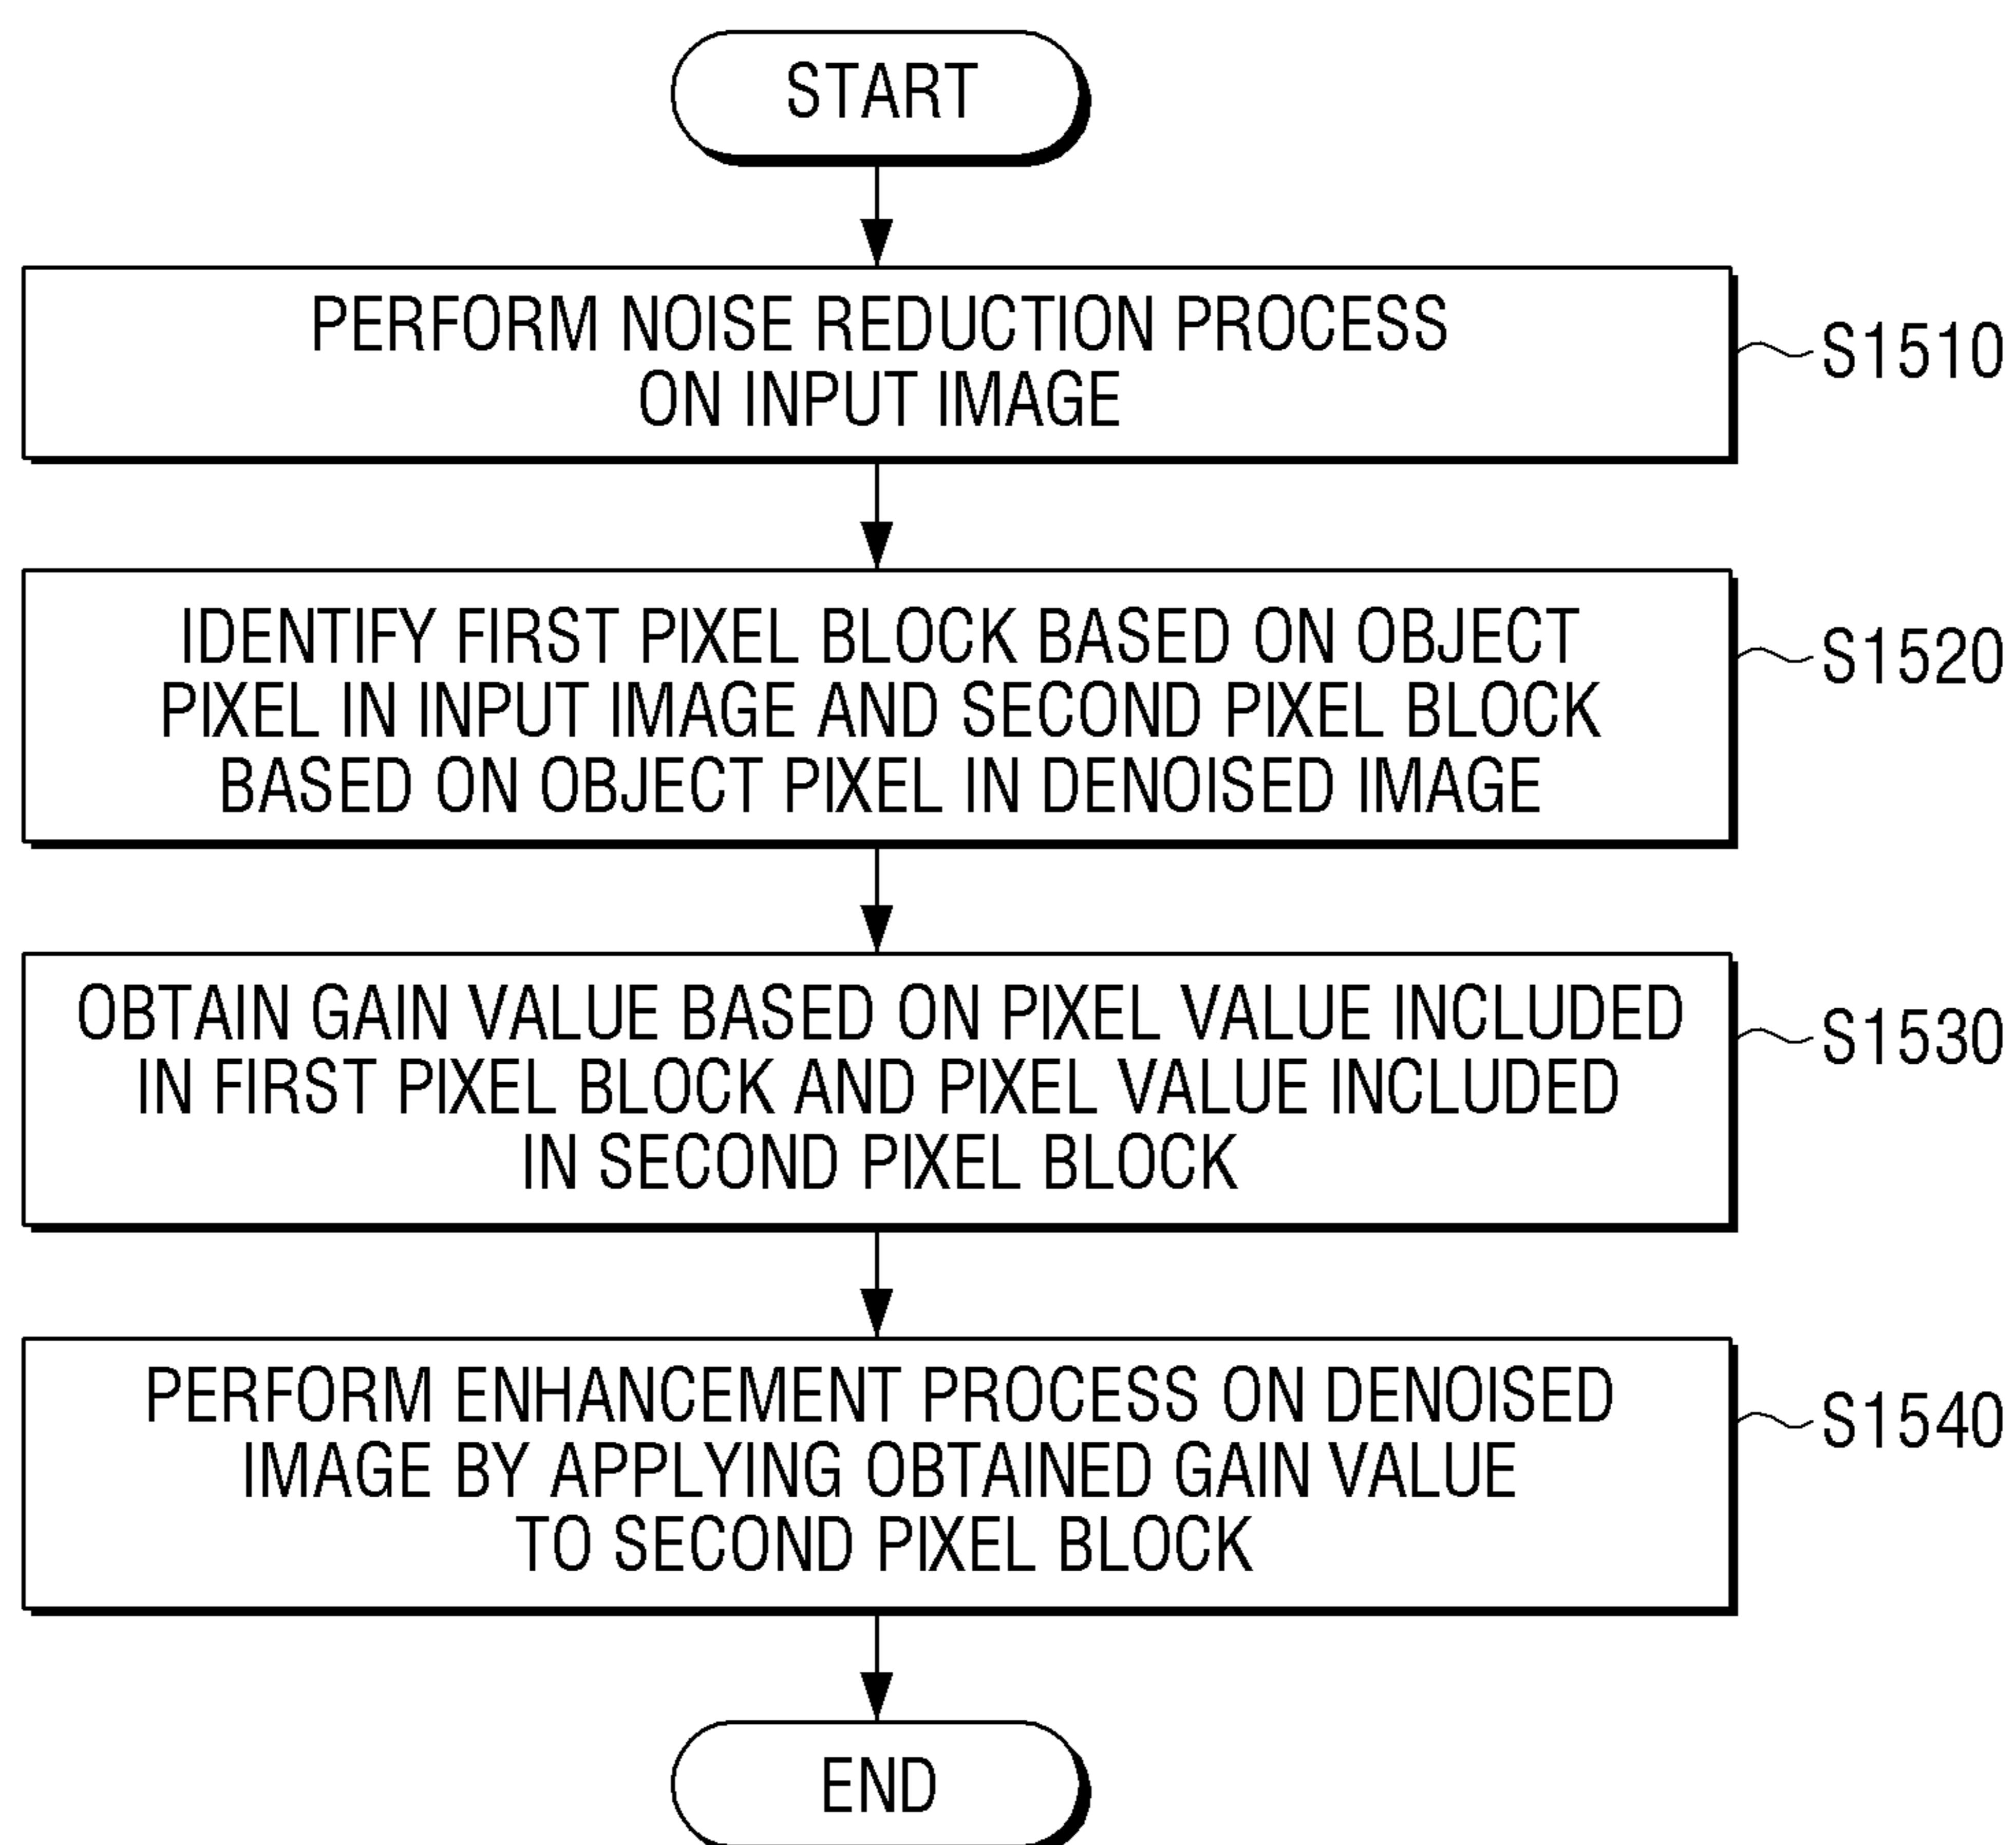 START
PERFORM NOISE REDUCTION PROCESS
ON INPUT IMAGE
S1510
IDENTIFY FIRST PIXEL BLOCK BASED ON OBJECT
PIXEL IN INPUT IMAGE AND SECOND PIXEL BLOCK
BASED ON OBJECT PIXEL IN DENOISED IMAGE
S1520
OBTAIN GAIN VALUE BASED ON PIXEL VALUE INCLUDED
IN FIRST PIXEL BLOCK AND PIXEL VALUE INCLUDED
IN SECOND PIXEL BLOCK
S1530
PERFORM ENHANCEMENT PROCESS ON DENOISED
IMAGE BY APPLYING OBTAINED GAIN VALUE
TO SECOND PIXEL BLOCK
S1540
END